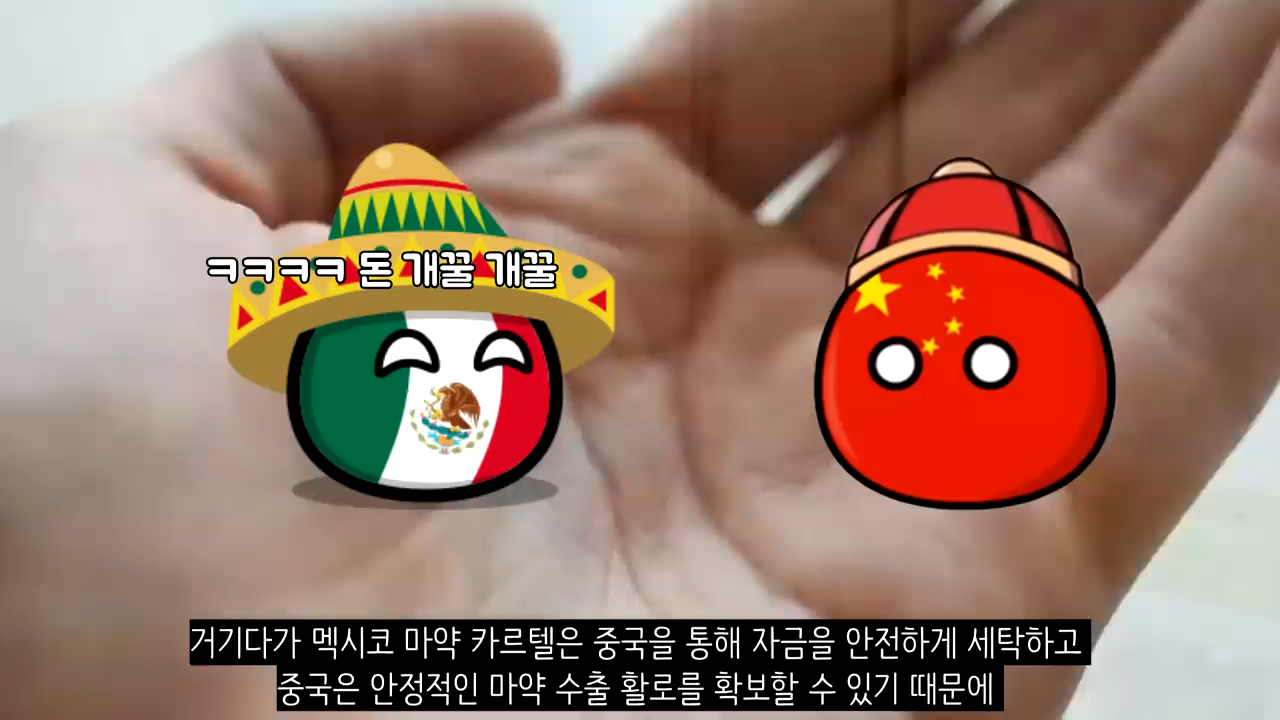 ㅋㅋㅋㅋ 돈 개꿀 개꿀
거기다가 멕시코 마약 카르텔은 중국을 통해 자금을 안전하게 세탁하고
중국은 안정적인 마약 수출 활로를 확보할 수 있기 때문에